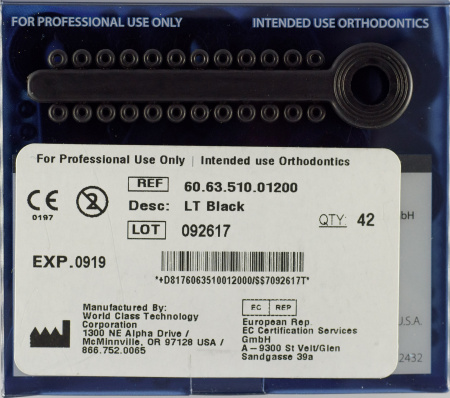 FOR PROFESSIONAL USE ONLY INTENDED USE ORTHODONTICS
For Professional Use Only | Intended use Orthodontics
CE 0197 2
REF 60.63.510.01200
Desc: LT Black
LOT 092617
QTY: 42
EXP.0919
*+D8176063510012000/$$7092617T*
Manufactured By:
World Class Technology
Corporation
1300 NE Alpha Drive /
McMinnville, OR 97128 USA /
866.752.0065
EC REP
European Rep.
EC Certification Services
GmbH
A-9300 St Veit/Glen
Sandgasse 39a
bH
U.S.A.
2432